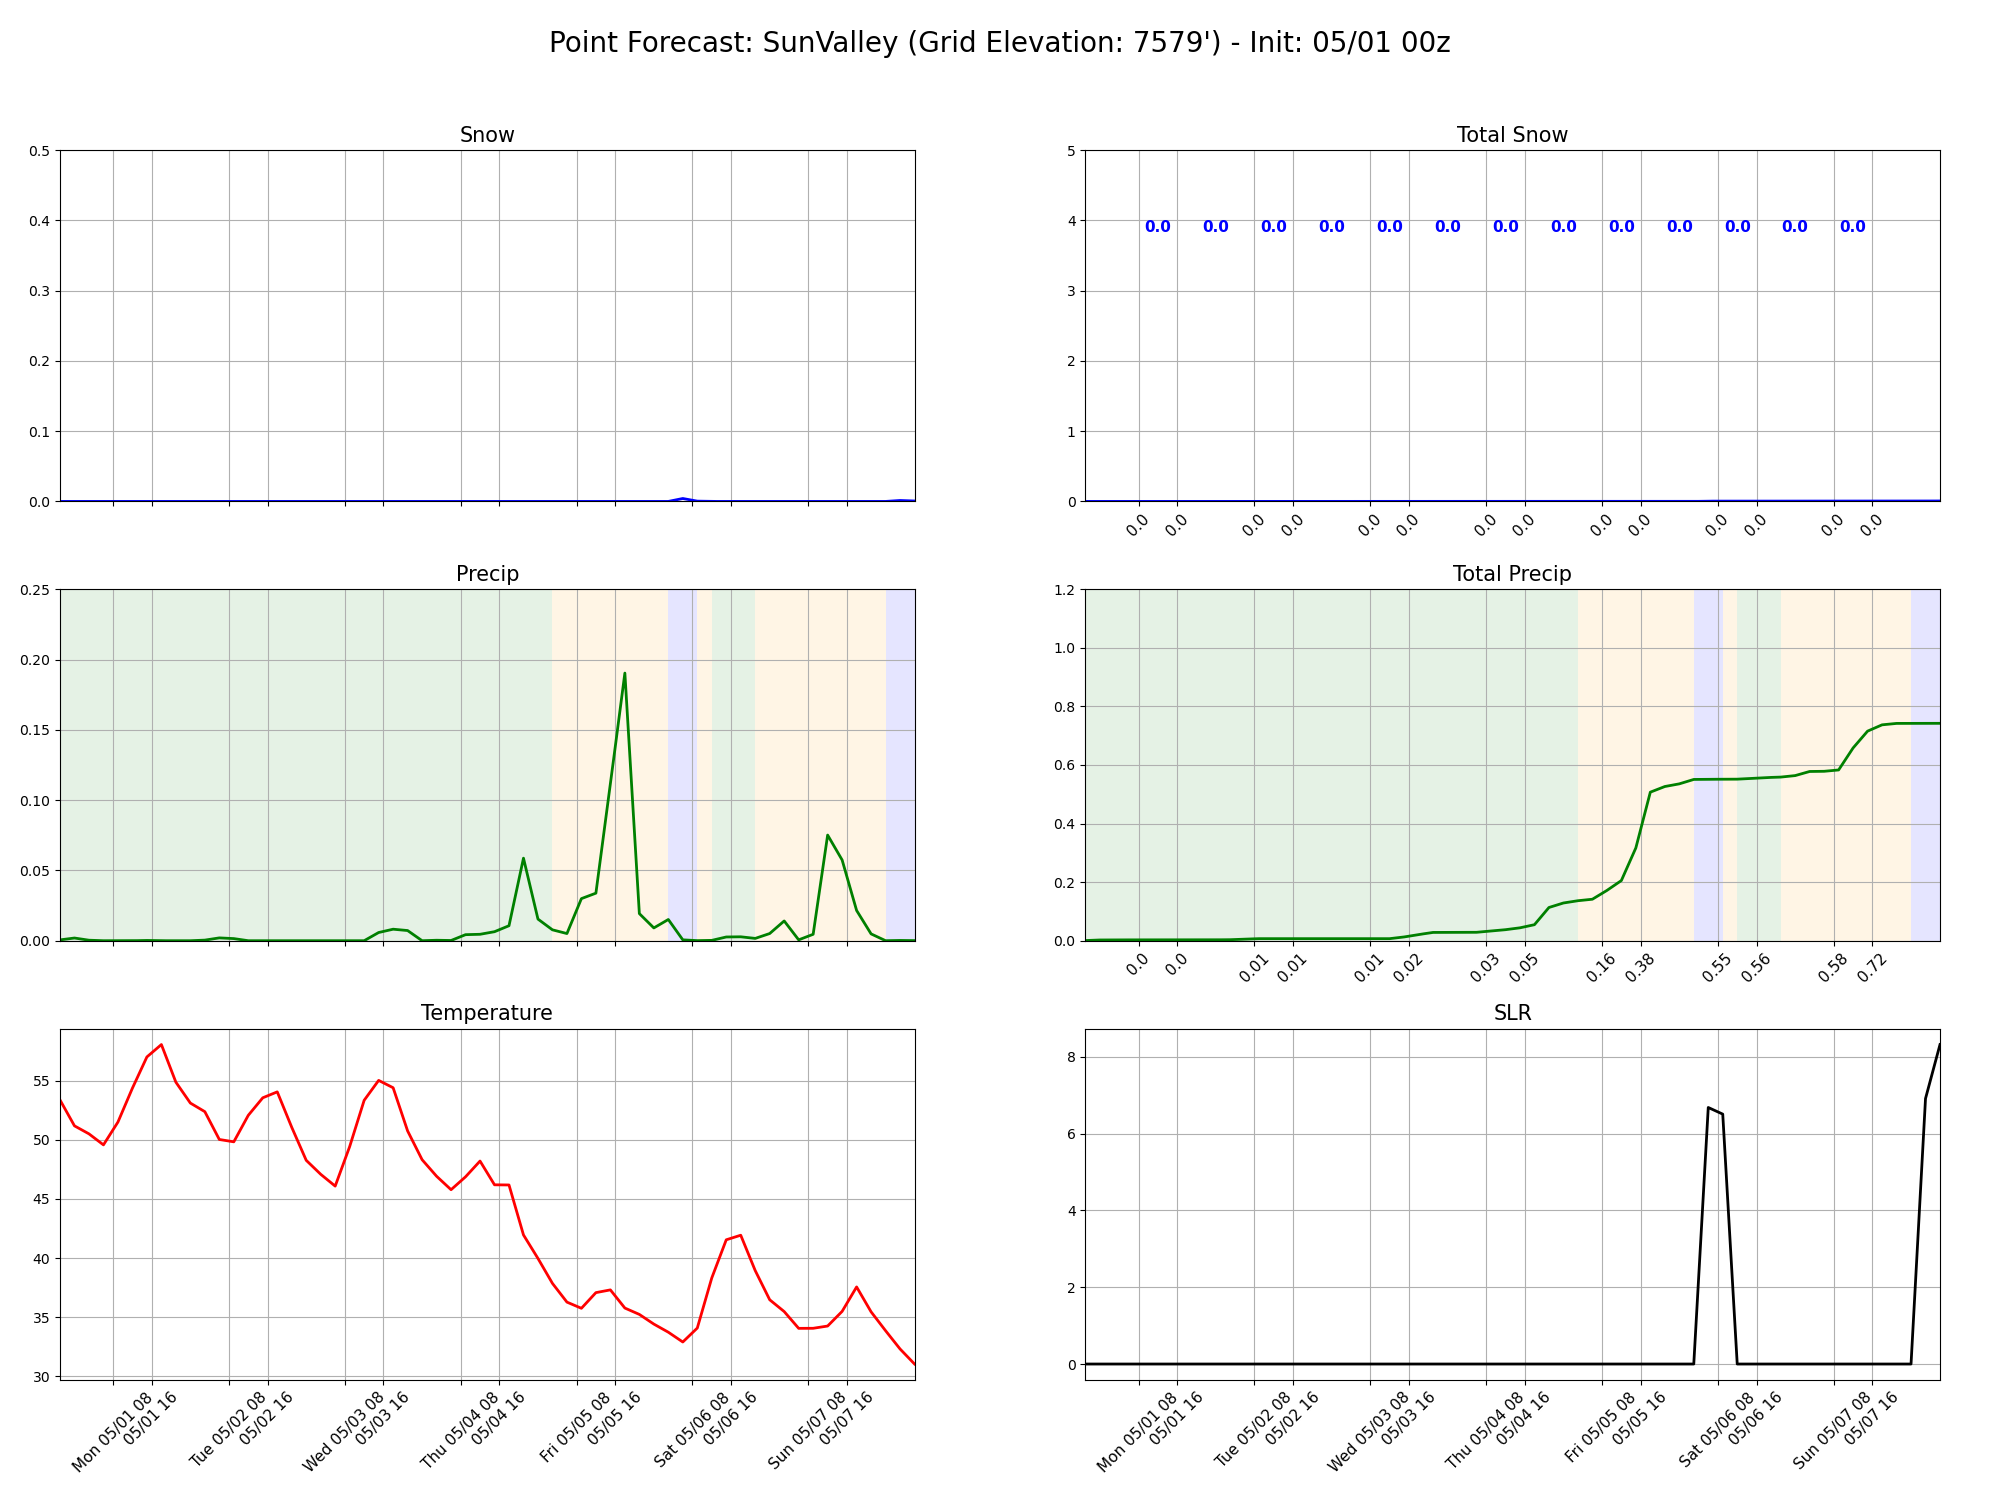 Point Forecast: SunValley (Grid Elevation: 7579') - Init: 05/01 00z
Snow
0.5
0.4
0.3
0.2
0.1
0.0
Total Snow
5
4
3
2
1
0
0.0 0.0 0.0 0.0 0.0 0.0 0.0 0.0 0.0 0.0 0.0 0.0 0.0
0.0 0.0 0.0 0.0 0.0 0.0 0.0 0.0 0.0 0.0 0.0 0.0 0.0 0.0
Precip
0.25
0.20
0.15
0.10
0.05
0.00
Total Precip
1.2
1.0
0.8
0.6
0.4
0.2
0.0
0.0 0.0 0.01 0.01 0.01 0.02 0.03 0.05 0.16 0.38 0.55 0.56 0.58 0.72
Temperature
55
50
45
40
35
30
Mon 05/01 08
05/01 16
Tue 05/02 08
05/02 16
Wed 05/03 08
05/03 16
Thu 05/04 08
05/04 16
Fri 05/05 08
05/05 16
Sat 05/06 08
05/06 16
Sun 05/07 08
05/07 16
SLR
8
6
4
2
0
Mon 05/01 08
05/01 16
Tue 05/02 08
05/02 16
Wed 05/03 08
05/03 16
Thu 05/04 08
05/04 16
Fri 05/05 08
05/05 16
Sat 05/06 08
05/06 16
Sun 05/07 08
05/07 16